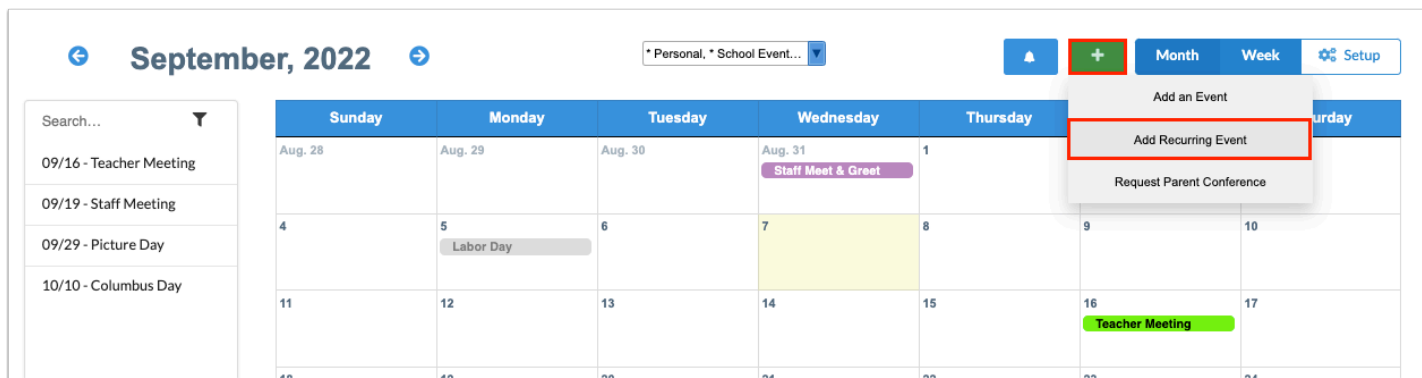 September, 2022
* Personal, * School Event...
+
Month
Week
Setup
Add an Event
Add Recurring Event
Request Parent Conference
Search...
09/16 - Teacher Meeting
09/19 - Staff Meeting
09/29 - Picture Day
10/10 - Columbus Day
Sunday Monday Tuesday Wednesday Thursday urday
Aug. 28 Aug. 29 Aug. 30 Aug. 31 1
Staff Meet & Greet
4 5 6 7 8 9 10
Labor Day
11 12 13 14 15 16 17
Teacher Meeting